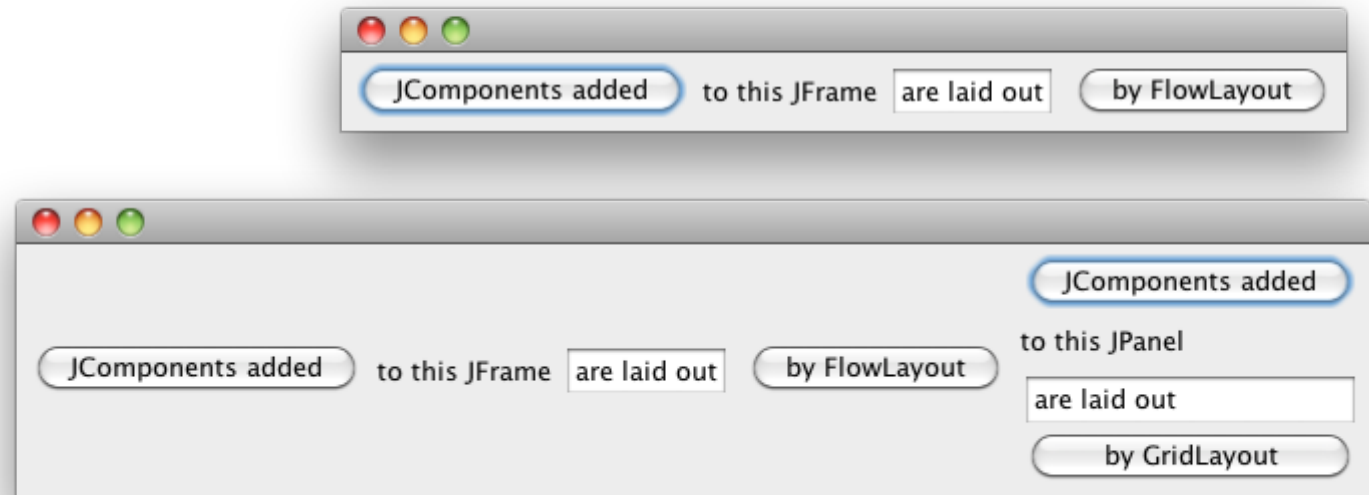 JComponents added to this JFrame are laid out by FlowLayout
JComponents added to this JFrame are laid out by FlowLayout
JComponents added
to this JPanel
are laid out
by GridLayout